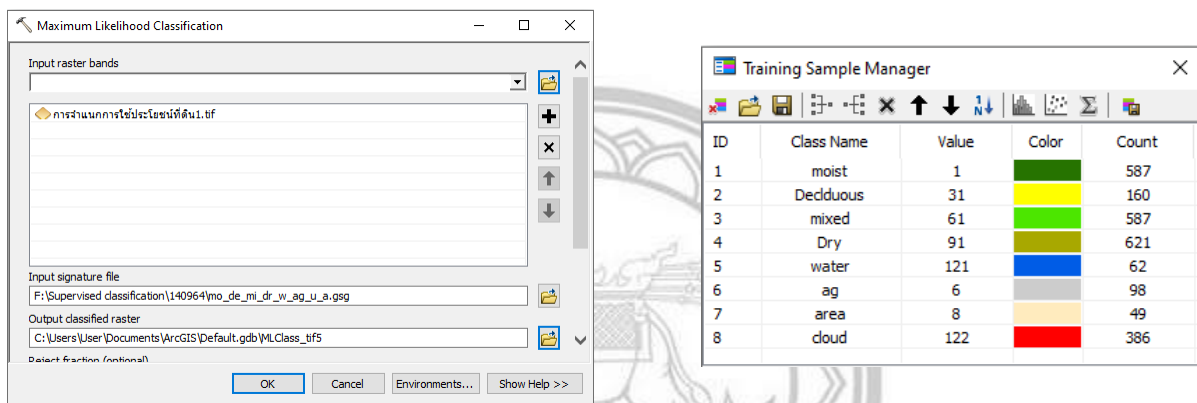 Maximum Likelihood Classification
Input raster bands
การจำแนกการใช้ประโยชน์ที่ดิน1.tif
Input signature file
F:\Supervised classification\140964\mo_de_mi_dr_w_ag_u_a.gsg
Output classified raster
C:\Users\User\Documents\ArcGIS\Default.gdb\MLClass_tif5
Reject fraction (optional)
OK Cancel Environments... Show Help >>
Training Sample Manager
ID Class Name Value Color Count
1 moist 1 587
2 Declduous 31 160
3 mixed 61 587
4 Dry 91 621
5 water 121 62
6 ag 6 98
7 area 8 49
8 cloud 122 386